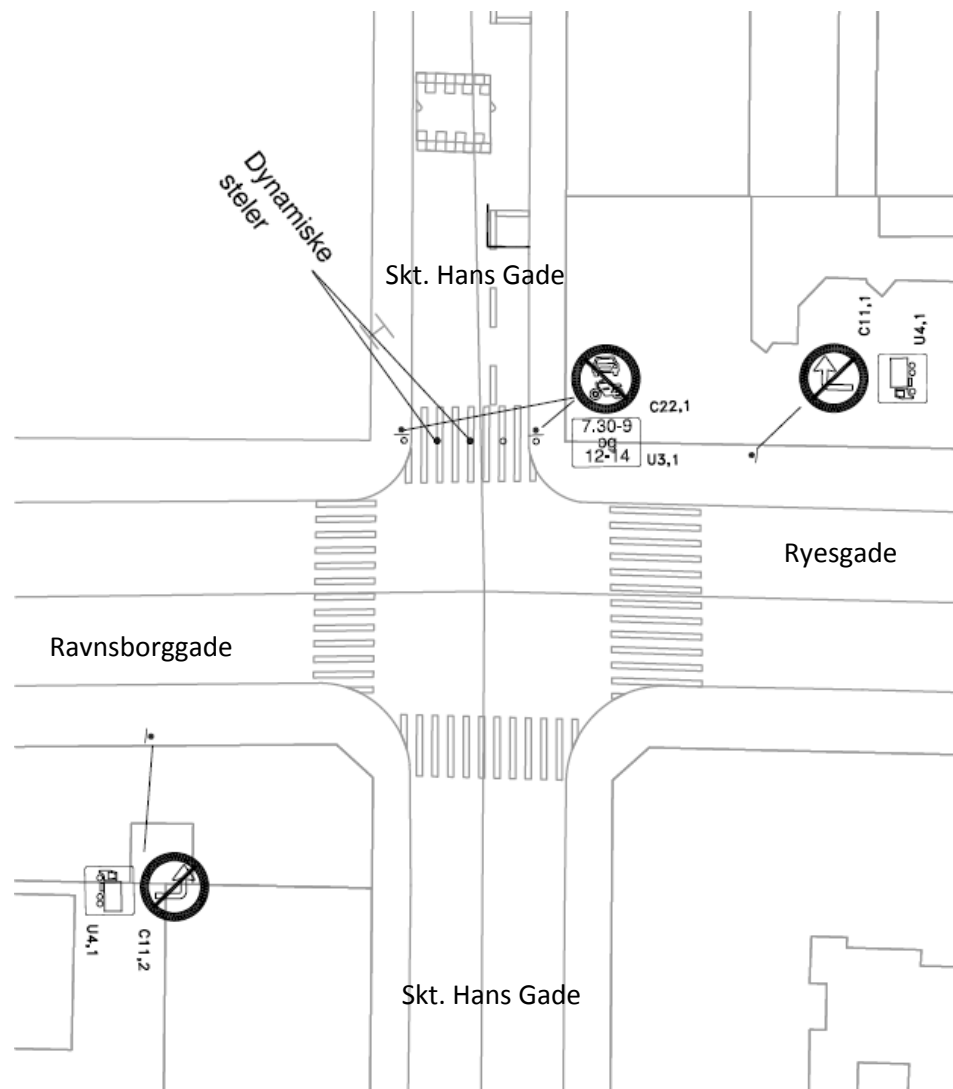 Dynamiske
steler
Skt. Hans Gade
C11,1
U4,1
C22,1
7.30-9
og
12-14
U3,1
Ryesgade
Ravnsborggade
U4,1
C11,2
Skt. Hans Gade